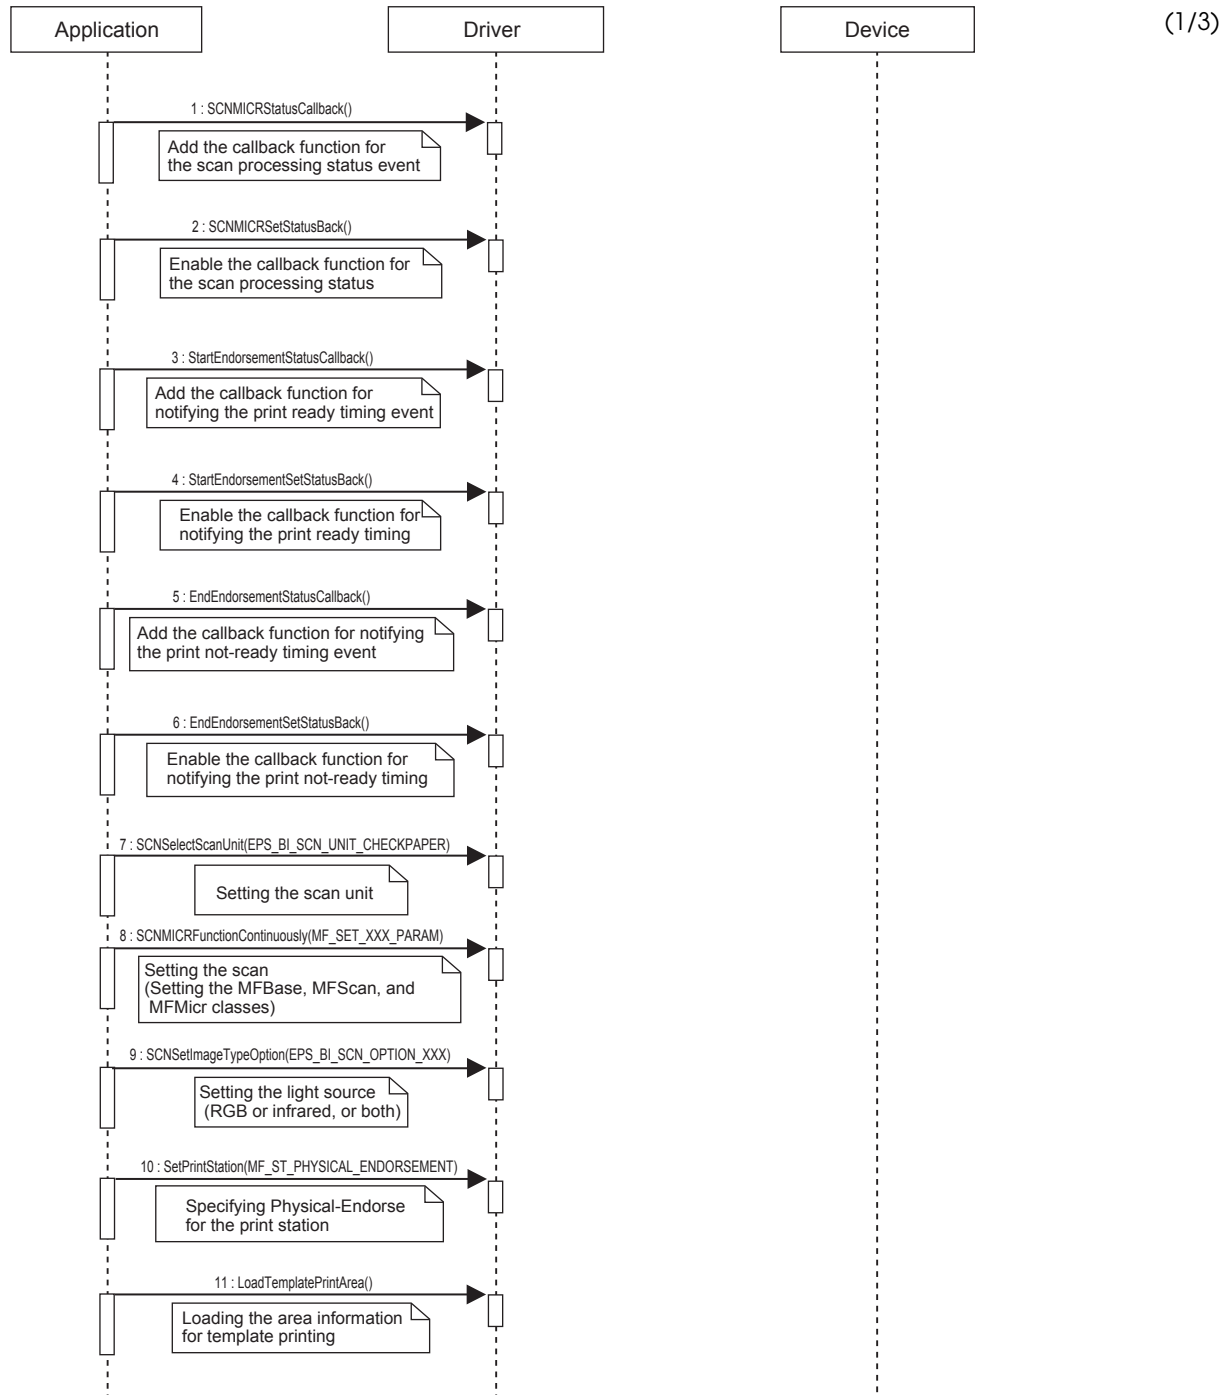 Application
Driver
Device
(1/3)
1 : SCNMICRStatusCallback()
Add the callback function for
the scan processing status event
2 : SCNMICRSetStatusBack()
Enable the callback function for
the scan processing status
3 : StartEndorsementStatusCallback()
Add the callback function for
notifying the print ready timing event
4 : StartEndorsementSetStatusBack()
Enable the callback function for
notifying the print ready timing
5 : EndEndorsementStatusCallback()
Add the callback function for notifying
the print not-ready timing event
6 : EndEndorsementSetStatusBack()
Enable the callback function for
notifying the print not-ready timing
7 : SCNSelectScanUnit(EPS_BI_SCN_UNIT_CHECKPAPER)
Setting the scan unit
8 : SCNMICRFunctionContinuously(MF_SET_XXX_PARAM)
Setting the scan
(Setting the MFBase, MFScan, and
MFMicr classes)
9 : SCNSetImageTypeOption(EPS_BI_SCN_OPTION_XXX)
Setting the light source
(RGB or infrared, or both)
10 : SetPrintStation(MF_ST_PHYSICAL_ENDORSEMENT)
Specifying Physical-Endorse
for the print station
11 : LoadTemplatePrintArea()
Loading the area information
for template printing